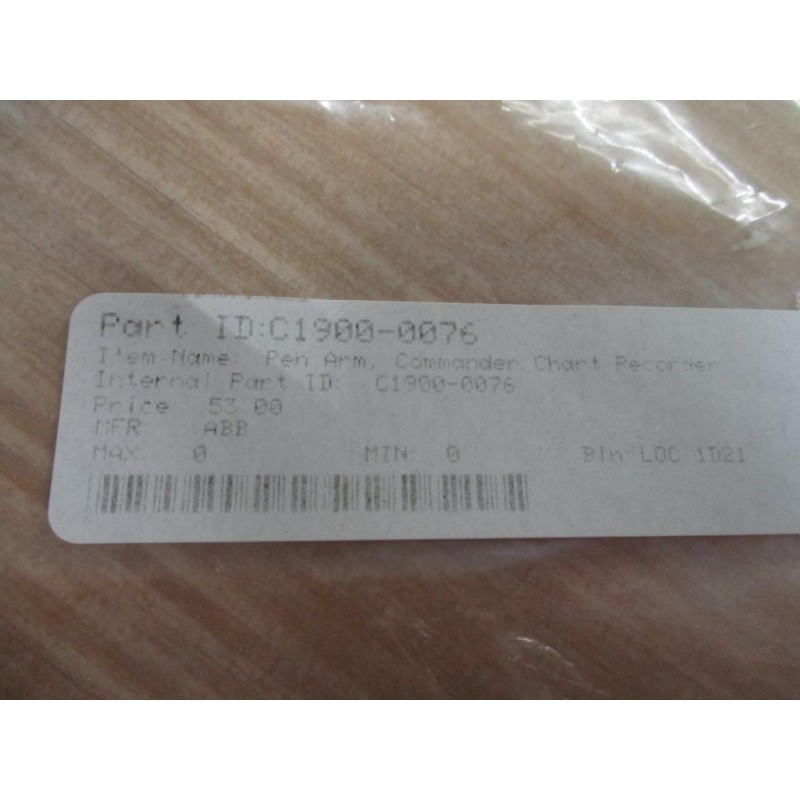 Part ID:C1900-0076
Item Name: Pen Arm, Commander Chart Recorder
Internal Part ID: C1900-0076
Price: 53.00
MFR: ABB
MAX: 0 MIN: 0 Bin: LOC 1D21